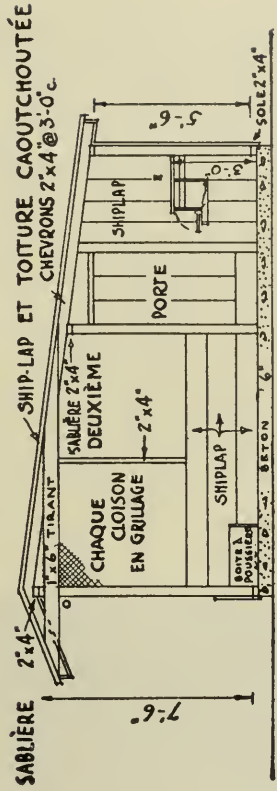 SABLIÈRE
2"x4"
SHIP-LAP ET TOITURE CAOUTCHOUTÉE
CHEVRONS 2"x4" @ 3'-0" c.
1"x6" TIRANT
SABLIÈRE 2"x4"
DEUXIÈME
CHAQUE
CLOISON
EN GRILLAGE
2"x4"
SHIPLAP
PORTE
SHIPLAP
BOITE À
POUSSIÈRE
BETON
6"
SOLE 2"x4"
7'-6"
5'-6"
3'-0"